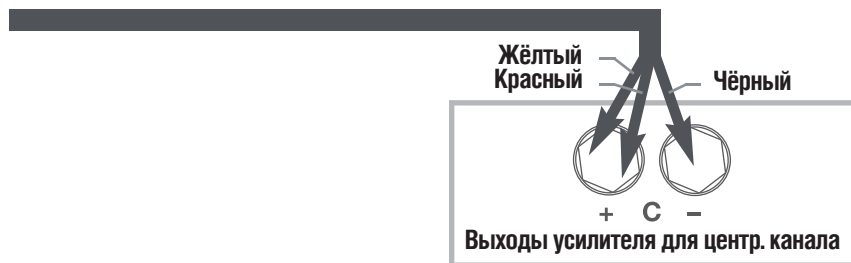 Жёлтый
Красный
Чёрный
+ C –
Выходы усилителя для центр. канала